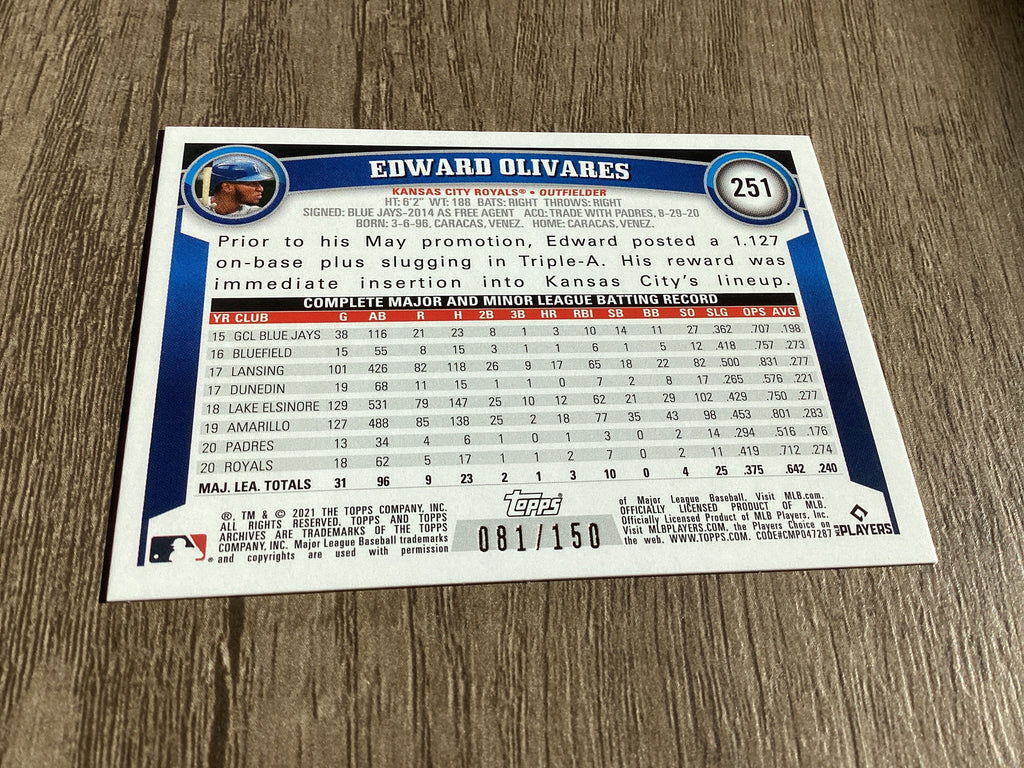 EDWARD OLIVARES
251
KANSAS CITY ROYALS® • OUTFIELDER
HT: 6'2" WT: 188 BATS: RIGHT THROWS: RIGHT
SIGNED: BLUE JAYS-2014 AS FREE AGENT ACQ: TRADE WITH PADRES, 8-29-20
BORN: 3-6-96, CARACAS, VENEZ. HOME: CARACAS, VENEZ.
Prior to his May promotion, Edward posted a 1.127
on-base plus slugging in Triple-A. His reward was
immediate insertion into Kansas City's lineup.
COMPLETE MAJOR AND MINOR LEAGUE BATTING RECORD
YR CLUB G AB R H 2B 3B HR RBI SB BB SO SLG OPS AVG
15 GCL BLUE JAYS 38 116 21 23 8 1 3 10 14 11 27 .362 .707 .198
16 BLUEFIELD 15 55 8 15 3 1 1 6 1 5 12 .418 .757 .273
17 LANSING 101 426 82 118 26 9 17 65 18 22 82 .500 .831 .277
17 DUNEDIN 19 68 11 15 1 1 0 7 2 8 17 .265 .576 .221
18 LAKE ELSINORE 129 531 79 147 25 10 12 62 21 29 102 .429 .750 .277
19 AMARILLO 127 488 85 138 25 2 18 77 35 43 98 .453 .801 .283
20 PADRES 13 34 4 6 1 0 1 3 0 2 14 .294 .516 .176
20 ROYALS 18 62 5 17 1 1 2 7 0 2 11 .419 .712 .274
MAJ. LEA. TOTALS 31 96 9 23 2 1 3 10 0 4 25 .375 .642 .240
®, TM & © 2021 THE TOPPS COMPANY, INC.
ALL RIGHTS RESERVED. TOPPS AND TOPPS
ARCHIVES ARE TRADEMARKS OF THE TOPPS
COMPANY, INC. Major League Baseball trademarks
and copyrights are used with permission
topps®
081/150
of Major League Baseball. Visit MLB.com.
OFFICIALLY LICENSED PRODUCT OF MLB.
Officially Licensed Product of MLB Players, Inc.
Visit MLBPLAYERS.com, the Players Choice on
the web. WWW.TOPPS.COM. CODE#CMP047287
MLB PLAYERS